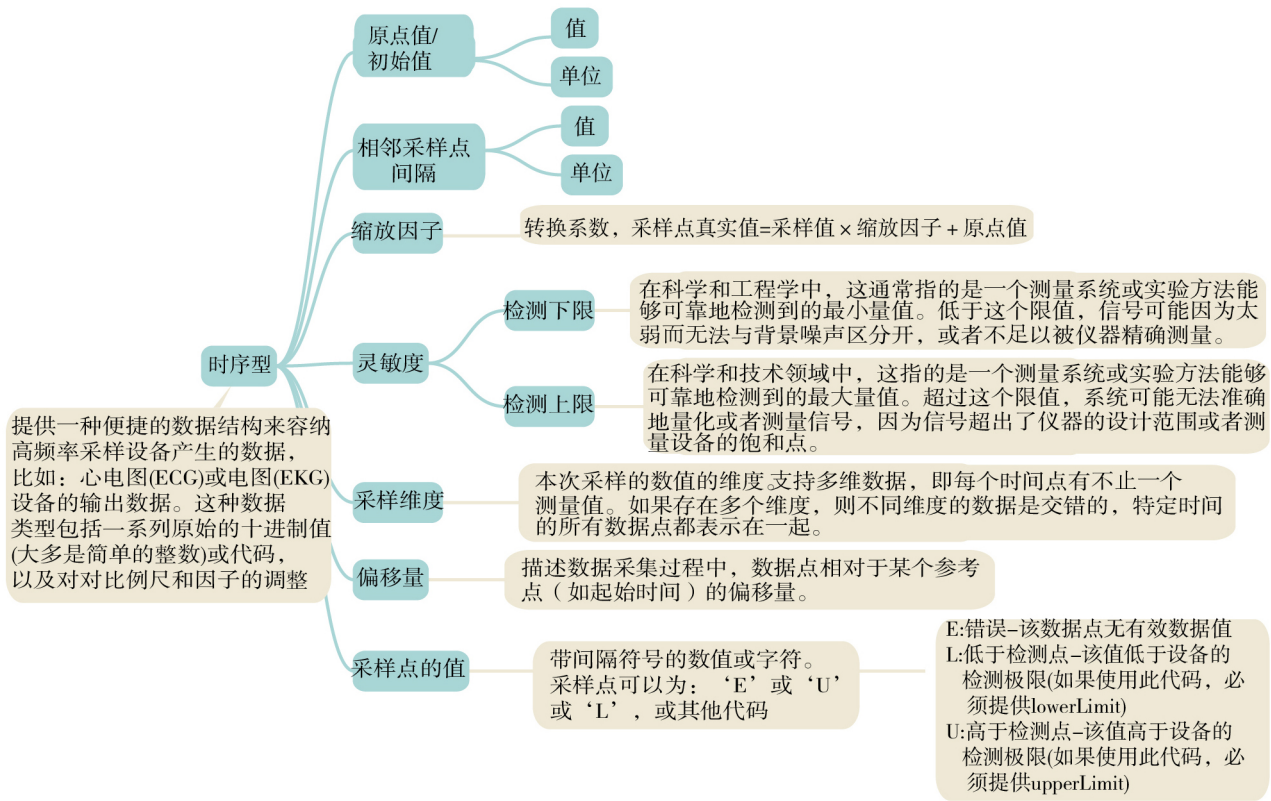 原点值/
初始值
值
单位
相邻采样点
间隔
值
单位
缩放因子
转换系数，采样点真实值=采样值×缩放因子+原点值
时序型
提供一种便捷的数据结构来容纳
高频率采样设备产生的数据，
比如：心电图(ECG)或电图(EKG)
设备的输出数据。这种数据
类型包括一系列原始的十进制值
(大多是简单的整数)或代码，
以及对对比例尺和因子的调整
灵敏度
检测下限
在科学和工程学中，这通常指的是一个测量系统或实验方法能
够可靠地检测到的最小量值。低于这个限值，信号可能因为太
弱而无法与背景噪声区分开，或者不足以被仪器精确测量。
检测上限
在科学和技术领域中，这指的是一个测量系统或实验方法能够
可靠地检测到的最大量值。超过这个限值，系统可能无法准确
地量化或者测量信号，因为信号超出了仪器的设计范围或者测
量设备的饱和点。
采样维度
本次采样的数值的维度。支持多维数据，即每个时间点有不止一个
测量值。如果存在多个维度，则不同维度的数据是交错的，特定时间
的所有数据点都表示在一起。
偏移量
描述数据采集过程中，数据点相对于某个参考
点（如起始时间）的偏移量。
采样点的值
带间隔符号的数值或字符。
采样点可以为：‘E’或‘U’
或‘L’，或其他代码
E:错误–该数据点无有效数据值
L:低于检测点–该值低于设备的
检测极限(如果使用此代码，必
须提供lowerLimit)
U:高于检测点–该值高于设备的
检测极限(如果使用此代码，必
须提供upperLimit)